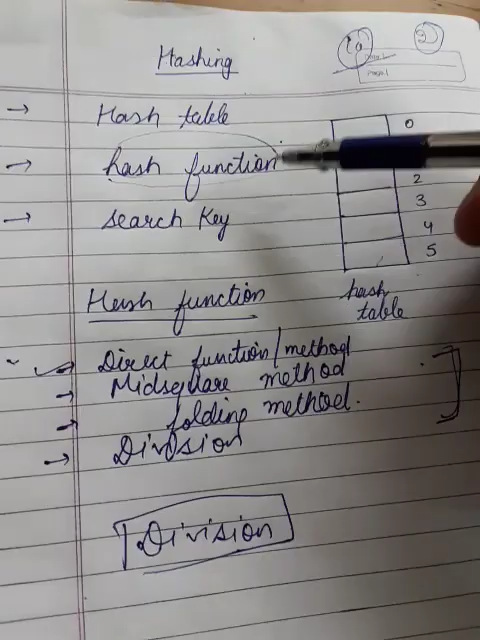 Hashing
2
Hash table
0
hash function
2
3
search key
4
5
Hash function
hash
table
Direct function/method
Midsquare method
folding method.
Division
Division